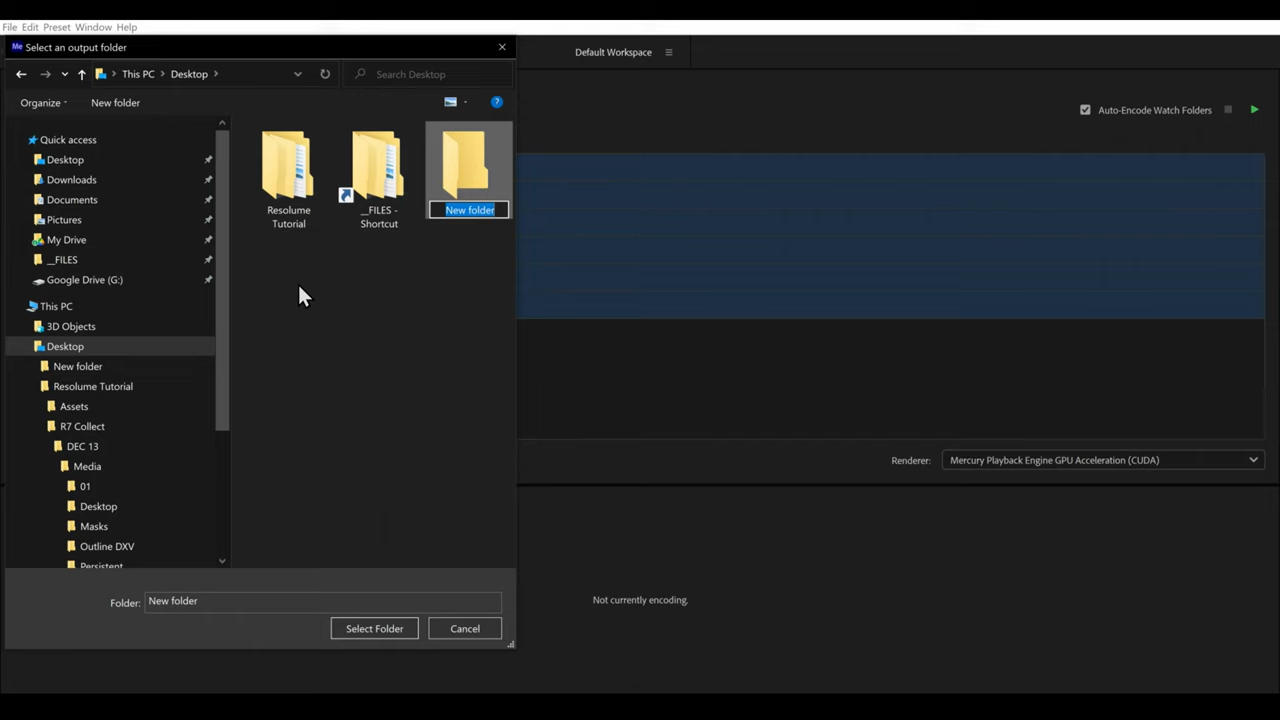 File Edit Preset Window Help
Me Select an output folder
Default Workspace
This PC Desktop
Search Desktop
Organize New folder
Auto-Encode Watch Folders
Quick access
Desktop
Downloads
Documents
Pictures
My Drive
__FILES
Google Drive (G:)
This PC
3D Objects
Desktop
New folder
Resolume Tutorial
Assets
R7 Collect
DEC 13
Media
01
Desktop
Masks
Outline DXV
Persistent
Resolume
Tutorial
__FILES -
Shortcut
New folder
Renderer: Mercury Playback Engine GPU Acceleration (CUDA)
Not currently encoding.
Folder: New folder
Select Folder Cancel